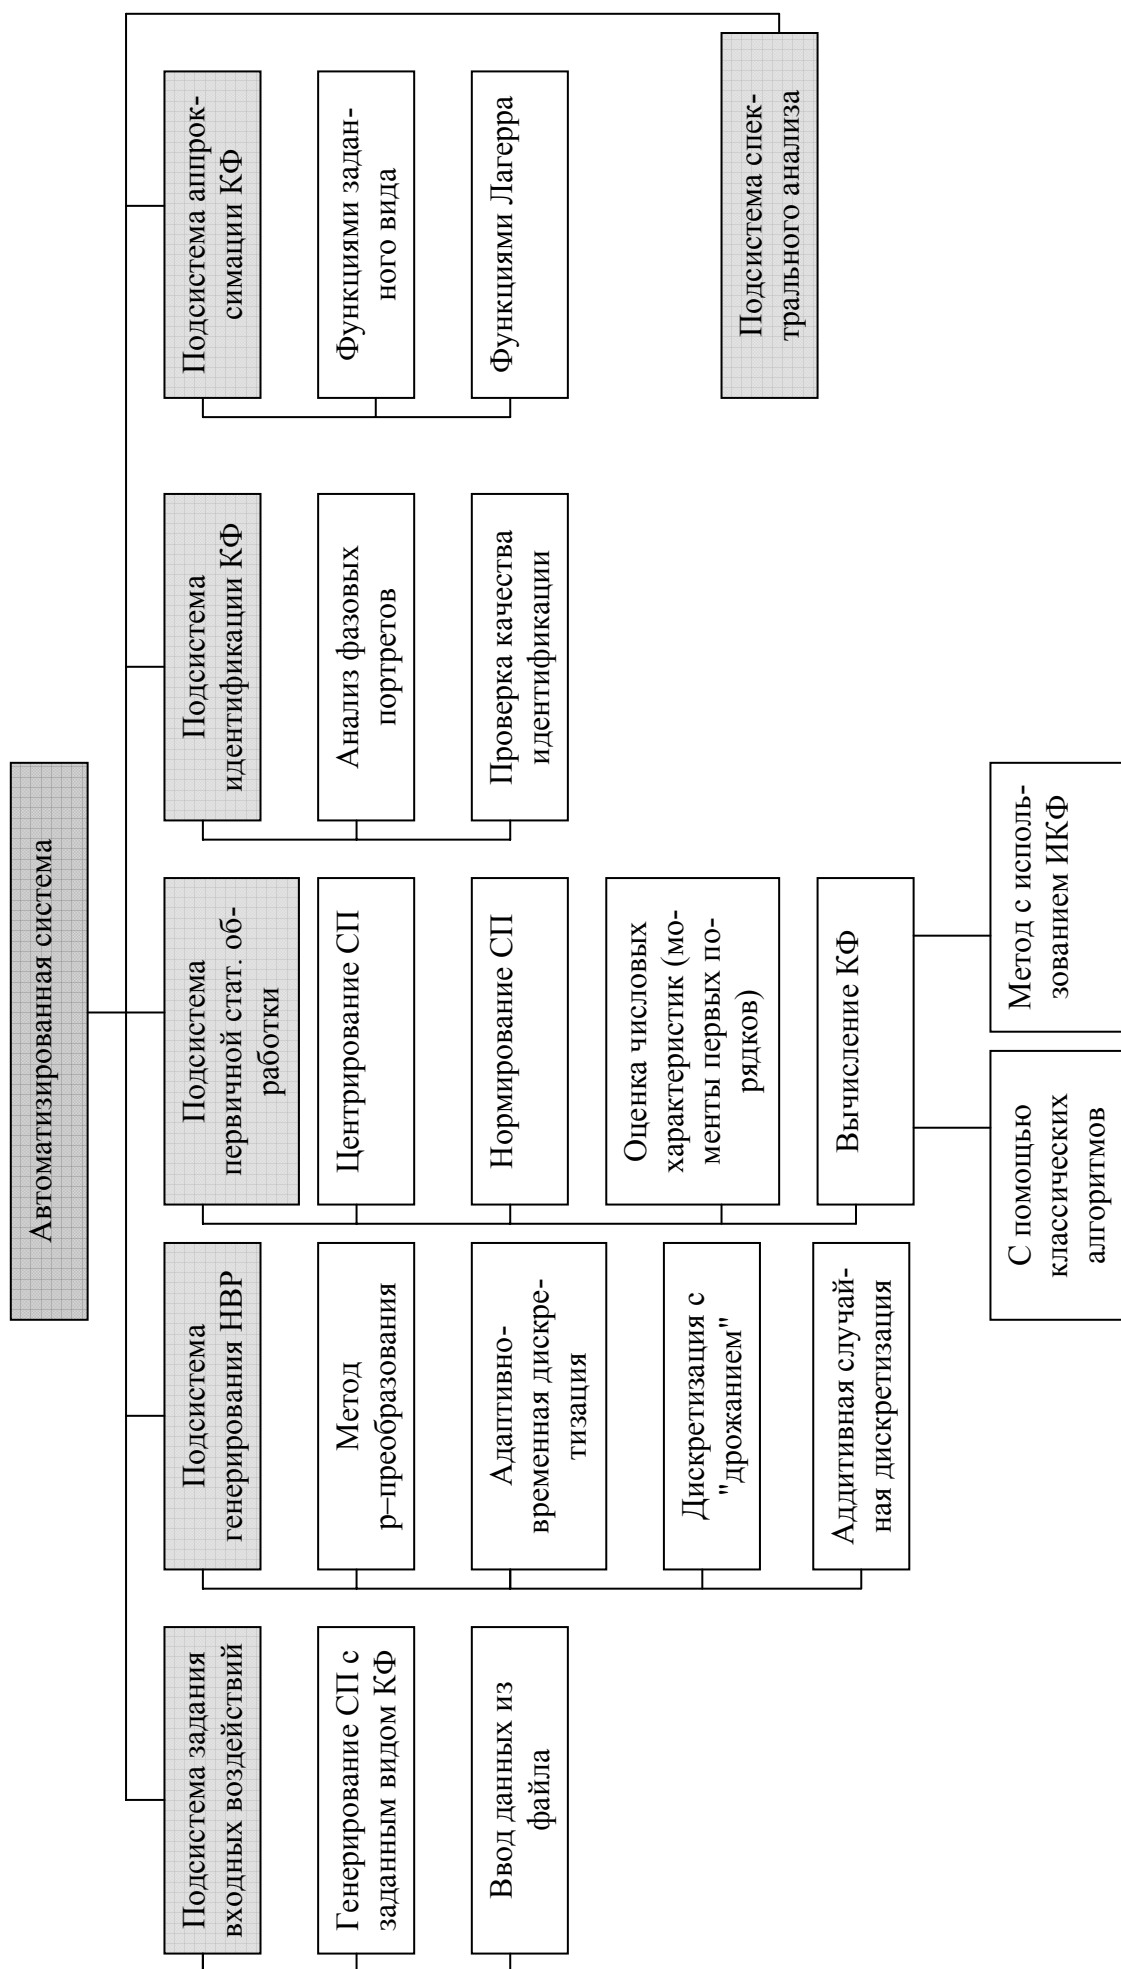 Автоматизированная система
Подсистема задания
входных воздействий
Генерирование СП с
заданным видом КФ
Ввод данных из
файла
Подсистема
генерирования НВР
Метод
р–преобразования
Адаптивно-
временная дискре-
тизация
Дискретизация с
"дрожанием"
Аддитивная случай-
ная дискретизация
Подсистема
первичной стат. об-
работки
Центрирование СП
Нормирование СП
Оценка числовых
характеристик (мо-
менты первых по-
рядков)
Вычисление КФ
С помощью
классических
алгоритмов
Метод с исполь-
зованием ИКФ
Подсистема
идентификации КФ
Анализ фазовых
портретов
Проверка качества
идентификации
Подсистема аппрок-
симации КФ
Функциями задан-
ного вида
Функциями Лагерра
Подсистема спек-
трального анализа